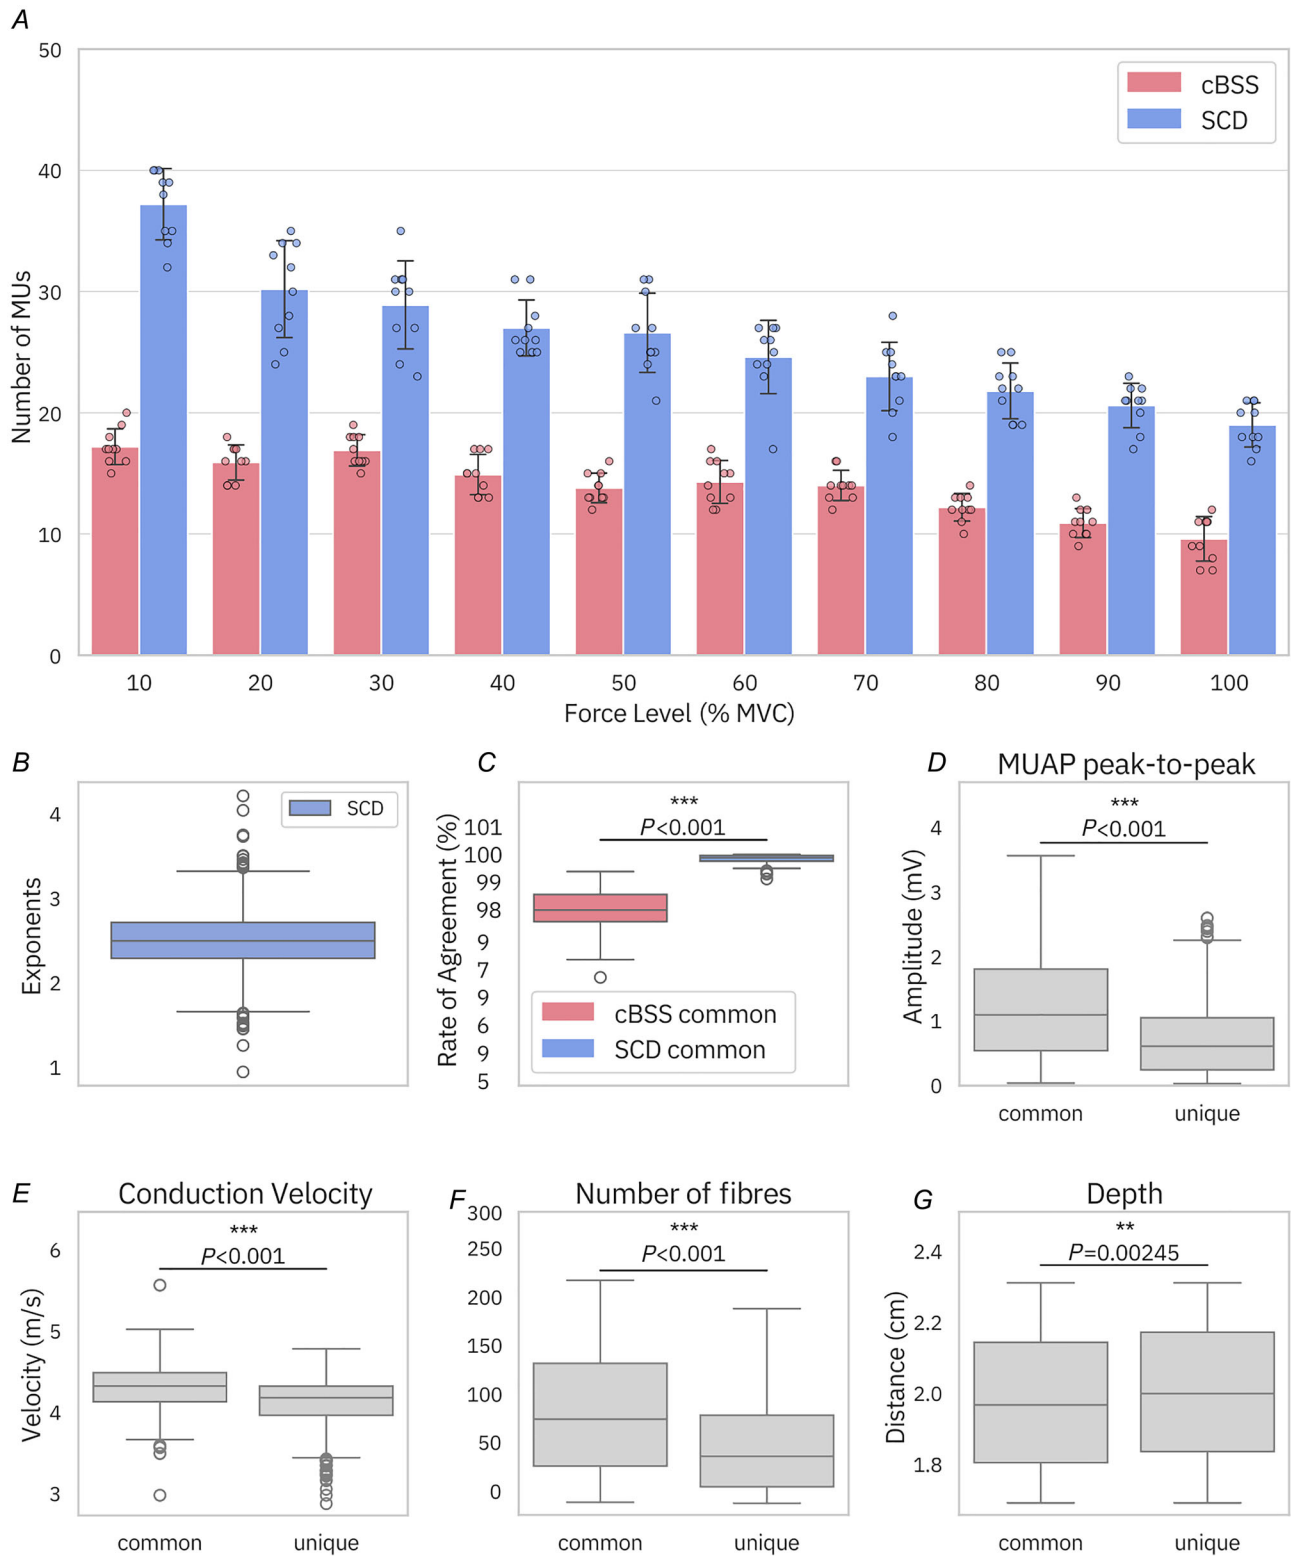 A
50
40
30
20
10
0
Number of MUs
cBSS
SCD
10 20 30 40 50 60 70 80 90 100
Force Level (% MVC)
B
4
3
2
1
Exponents
SCD
C
101
100
99
98
9
7
9
6
9
5
Rate of Agreement (%)
***
P<0.001
cBSS common
SCD common
D
MUAP peak-to-peak
4
3
2
1
0
Amplitude (mV)
***
P<0.001
common unique
E
Conduction Velocity
6
5
4
3
Velocity (m/s)
***
P<0.001
common unique
F
Number of fibres
300
250
200
150
100
50
0
***
P<0.001
common unique
G
Depth
2.4
2.2
2.0
1.8
Distance (cm)
**
P=0.00245
common unique